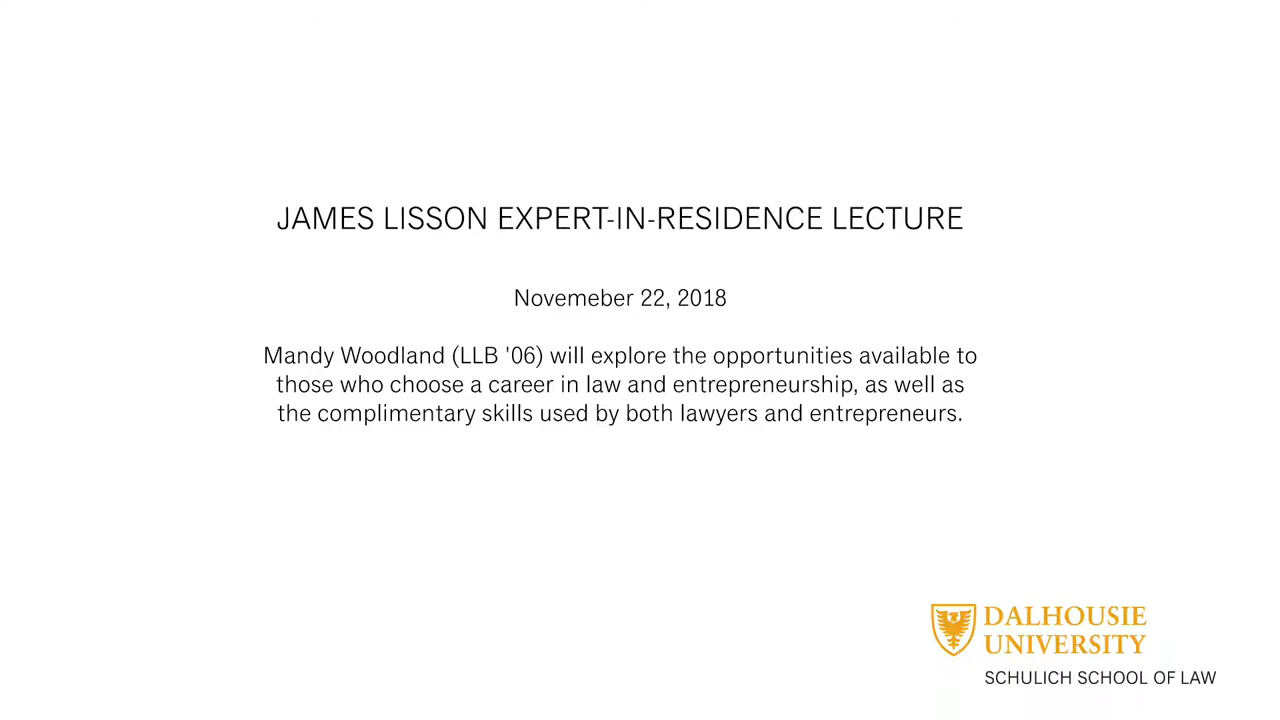 JAMES LISSON EXPERT-IN-RESIDENCE LECTURE
Novemeber 22, 2018
Mandy Woodland (LLB '06) will explore the opportunities available to
those who choose a career in law and entrepreneurship, as well as
the complimentary skills used by both lawyers and entrepreneurs.
DALHOUSIE
UNIVERSITY
SCHULICH SCHOOL OF LAW